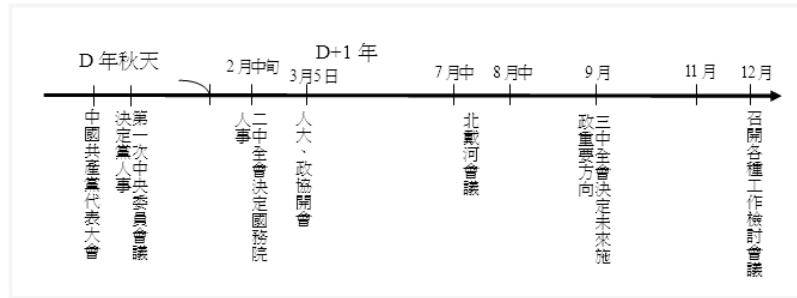 D 年秋天
D+1 年
2月中旬
3月5日
7月中
8月中
9月
11月
12月
中國共產黨代表大會
第一次中央委員會議
決定黨人事
二中全會決定國務院
人事
人大、政協開會
北戴河會議
三中全會決定未來施
政重要方向
召開各種工作檢討會議